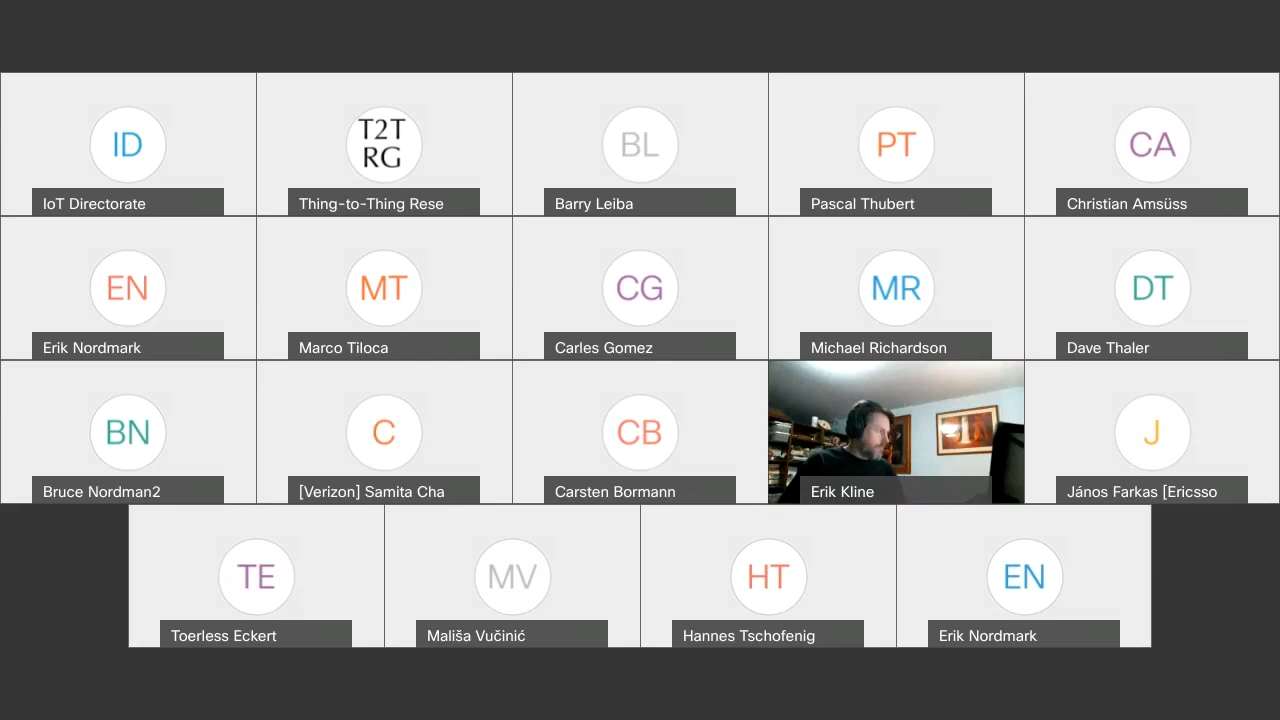 ID
IoT Directorate
T2T
RG
Thing-to-Thing Rese
BL
Barry Leiba
PT
Pascal Thubert
CA
Christian Amsüss
EN
Erik Nordmark
MT
Marco Tiloca
CG
Carles Gomez
MR
Michael Richardson
DT
Dave Thaler
BN
Bruce Nordman2
C
[Verizon] Samita Cha
CB
Carsten Bormann
Erik Kline
J
János Farkas [Ericsso
TE
Toerless Eckert
MV
Mališa Vučinić
HT
Hannes Tschofenig
EN
Erik Nordmark